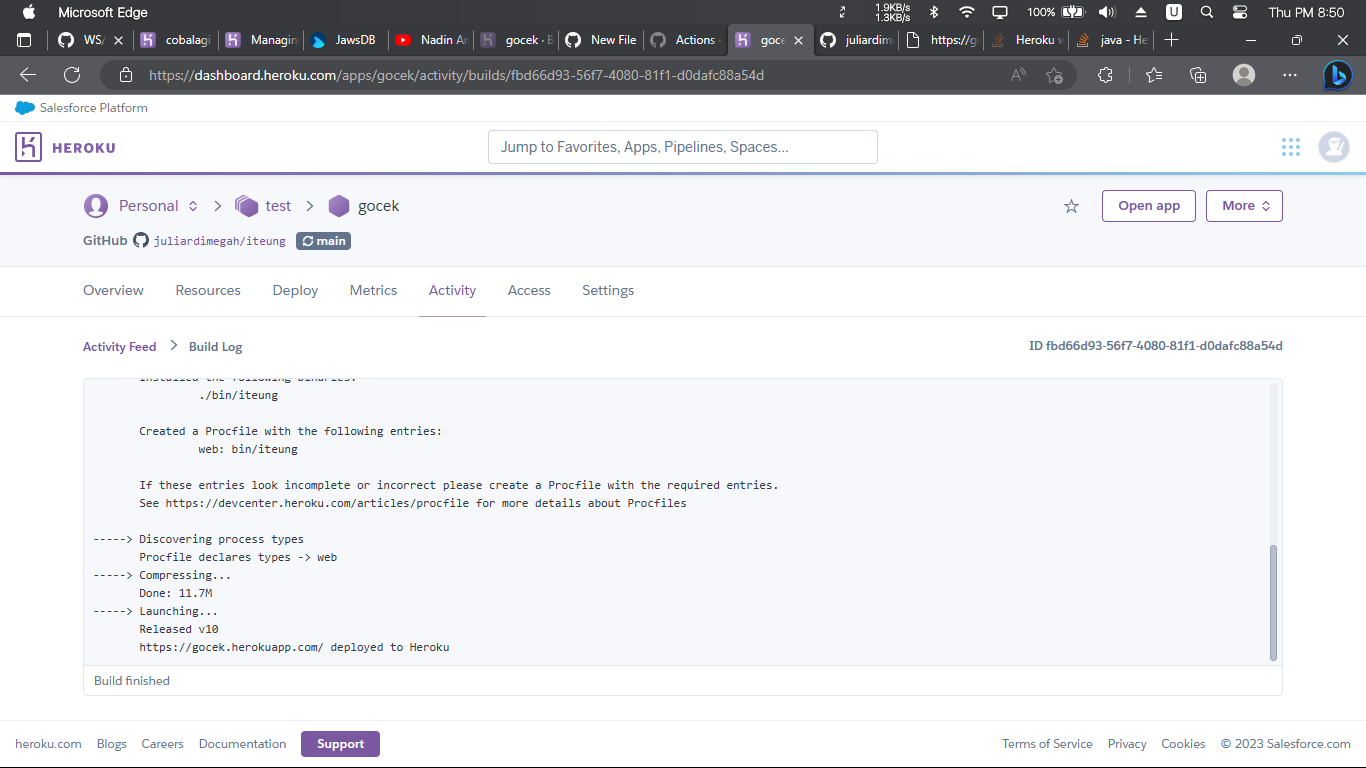 Microsoft Edge
1.9KB/s
1.3KB/s
100%
U
Thu PM 8:50
WS/
cobalagi
Managin
JawsDB
Nadin Ar
gocek · B
New File
Actions ·
goce
juliardim
https://g
Heroku v
java - He
https://dashboard.heroku.com/apps/gocek/activity/builds/fbd66d93-56f7-4080-81f1-d0dafc88a54d
Salesforce Platform
HEROKU
Jump to Favorites, Apps, Pipelines, Spaces...
Personal > test > gocek
Open app
More
GitHub juliardimegah/iteung main
Overview Resources Deploy Metrics Activity Access Settings
Activity Feed > Build Log
ID fbd66d93-56f7-4080-81f1-d0dafc88a54d
Installed the following binaries:
./bin/iteung
Created a Procfile with the following entries:
web: bin/iteung
If these entries look incomplete or incorrect please create a Procfile with the required entries.
See https://devcenter.heroku.com/articles/procfile for more details about Procfiles
-----> Discovering process types
Procfile declares types -> web
-----> Compressing...
Done: 11.7M
-----> Launching...
Released v10
https://gocek.herokuapp.com/ deployed to Heroku
Build finished
heroku.com Blogs Careers Documentation Support
Terms of Service Privacy Cookies © 2023 Salesforce.com